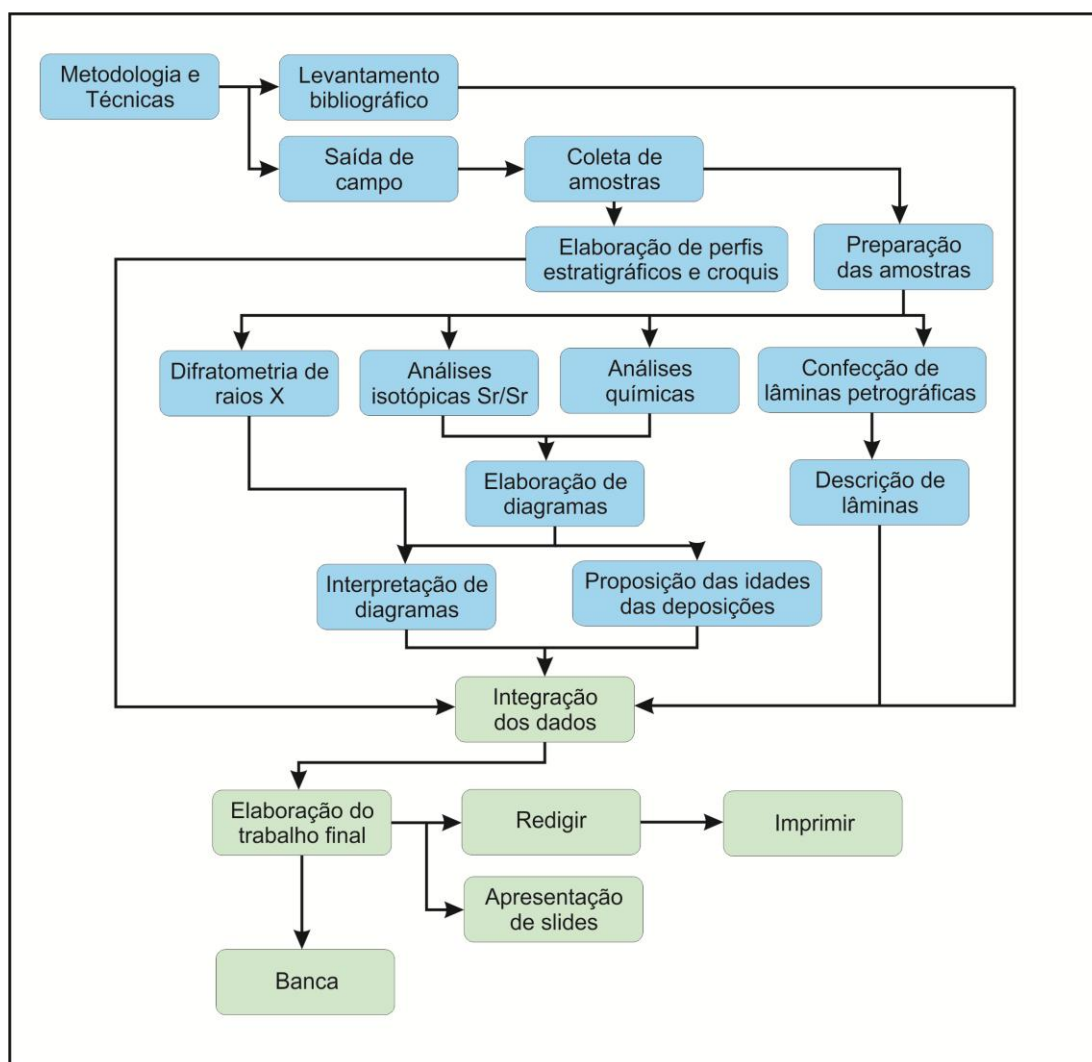 Metodologia e
Técnicas
Levantamento
bibliográfico
Saída de
campo
Coleta de
amostras
Elaboração de perfis
estratigráficos e croquis
Preparação
das amostras
Difratometria de
raios X
Análises
isotópicas Sr/Sr
Análises
químicas
Confecção de
lâminas petrográficas
Elaboração de
diagramas
Descrição de
lâminas
Interpretação de
diagramas
Proposição das idades
das deposições
Integração
dos dados
Elaboração do
trabalho final
Redigir
Imprimir
Apresentação
de slides
Banca